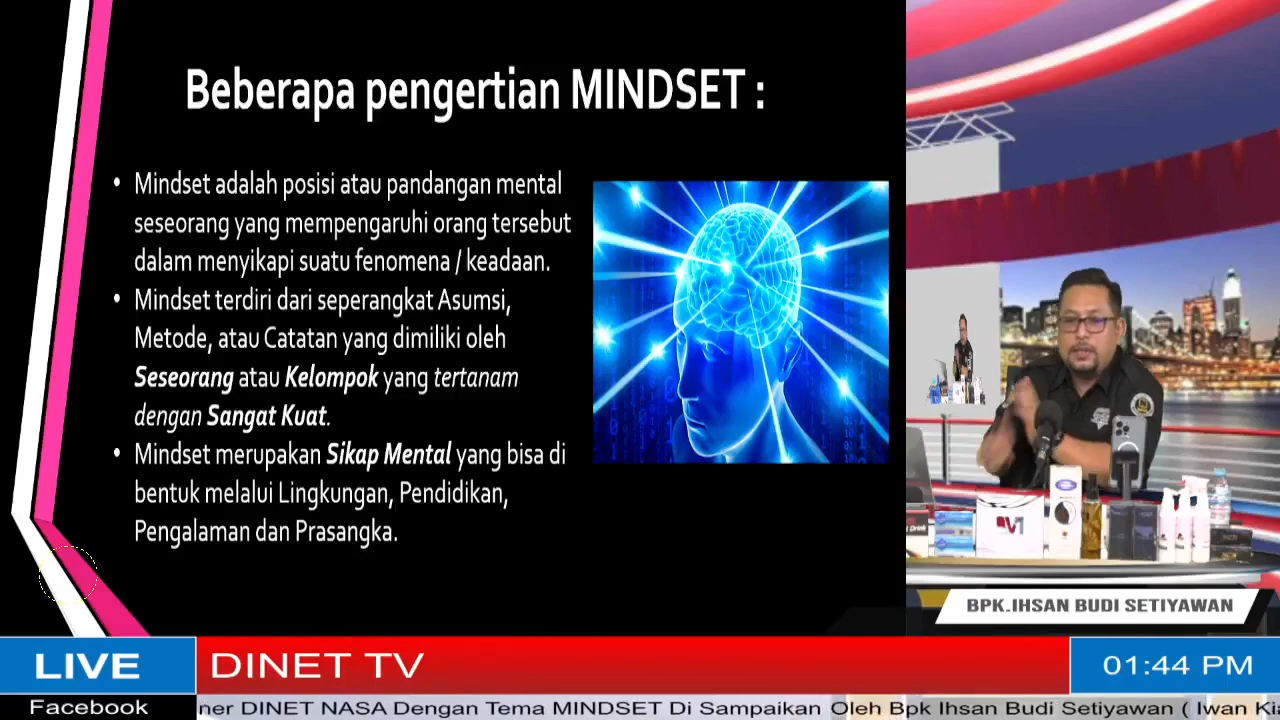 Beberapa pengertian MINDSET :
• Mindset adalah posisi atau pandangan mental
seseorang yang mempengaruhi orang tersebut
dalam menyikapi suatu fenomena / keadaan.
• Mindset terdiri dari seperangkat Asumsi,
Metode, atau Catatan yang dimiliki oleh
Seseorang atau Kelompok yang tertanam
dengan Sangat Kuat.
• Mindset merupakan Sikap Mental yang bisa di
bentuk melalui Lingkungan, Pendidikan,
Pengalaman dan Prasangka.
BPK.IHSAN BUDI SETIYAWAN
LIVE
DINET TV
01:44 PM
Facebook
ner DINET NASA Dengan Tema MINDSET Di Sampaikan Oleh Bpk Ihsan Budi Setiyawan ( Iwan Kia